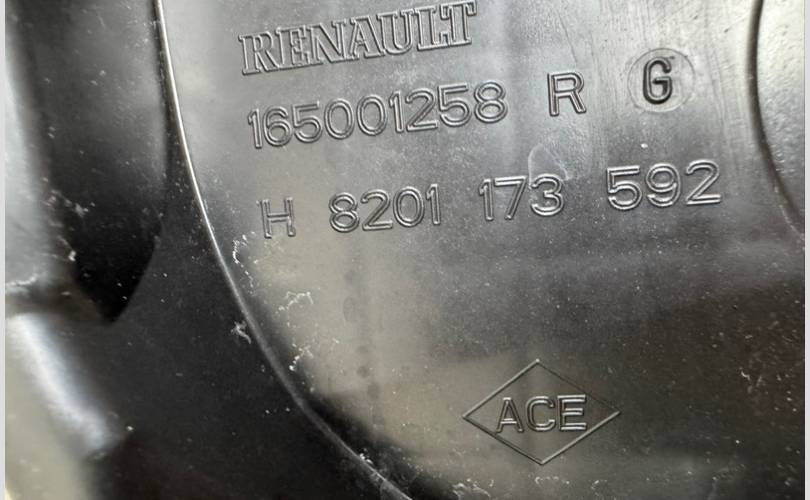 RENAULT
165001258 R G
H 8201 173 592
ACE